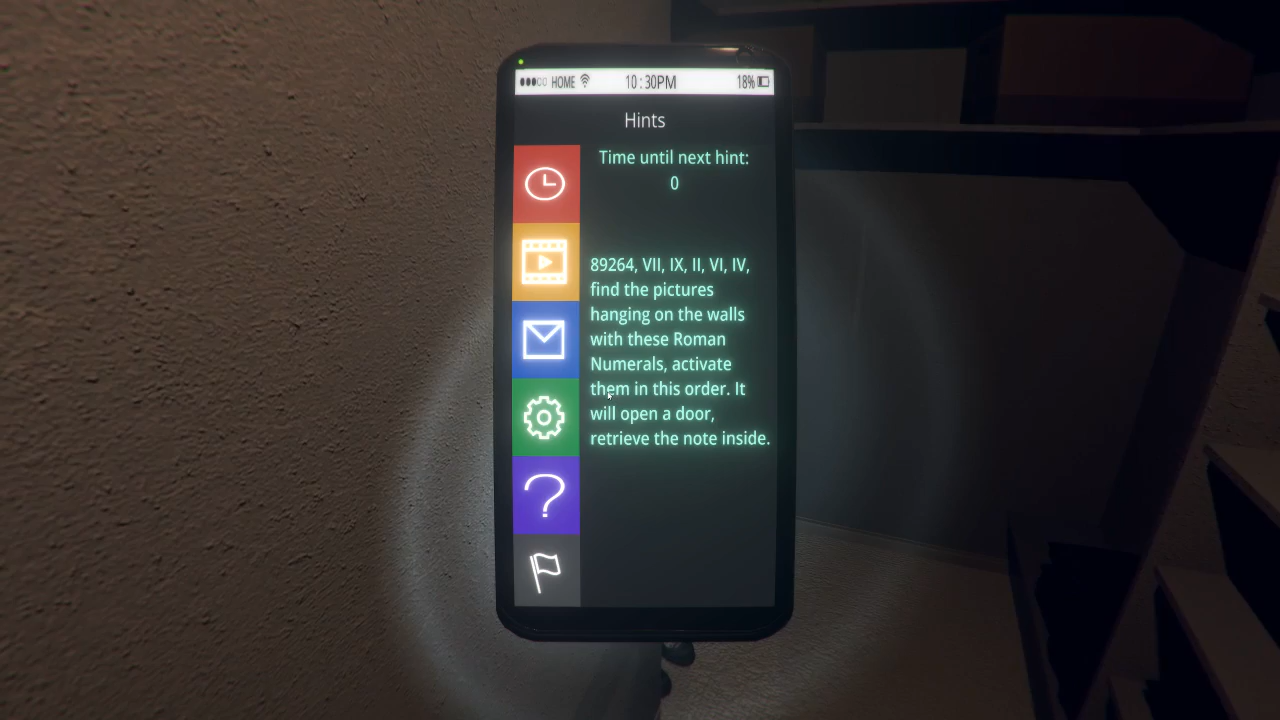 HOME 10:30PM 18%
Hints
Time until next hint:
0
89264, VII, IX, II, VI, IV,
find the pictures
hanging on the walls
with these Roman
Numerals, activate
them in this order. It
will open a door,
retrieve the note inside.